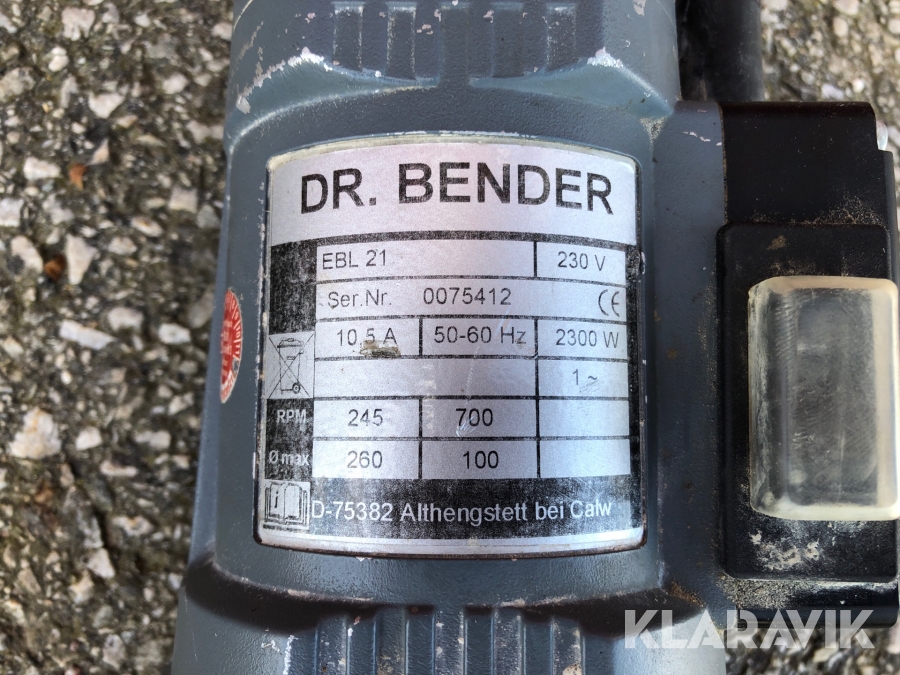 DR. BENDER
EBL 21 230 V
Ser.Nr. 0075412 CE
10,5 A 50-60 Hz 2300 W
1 ~
RPM 245 700
Ø max 260 100
D-75382 Althengstett bei Calw
KLARAVIK